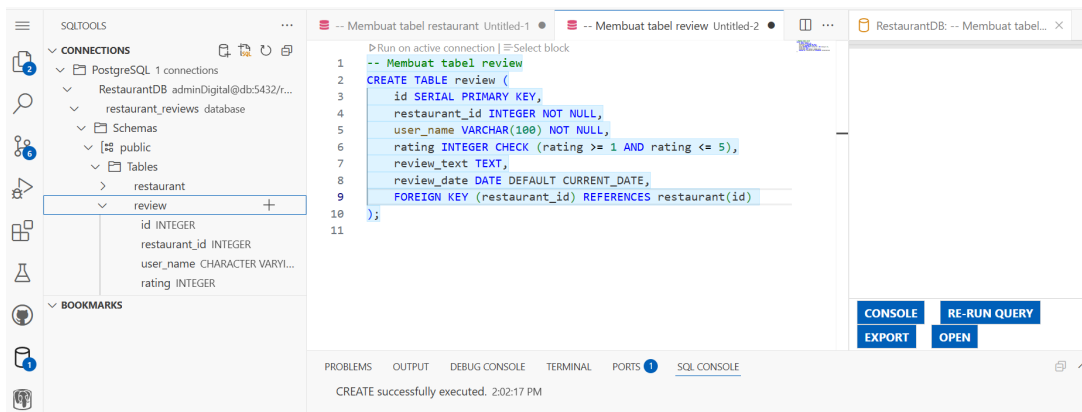 SQLTOOLS
CONNECTIONS
PostgreSQL 1 connections
RestaurantDB adminDigital@db:5432/r...
restaurant_reviews database
Schemas
public
Tables
restaurant
review
id INTEGER
restaurant_id INTEGER
user_name CHARACTER VARYI...
rating INTEGER
BOOKMARKS
2
6
1
-- Membuat tabel restaurant Untitled-1
-- Membuat tabel review Untitled-2
Run on active connection | Select block
1 -- Membuat tabel review
2 CREATE TABLE review (
3 id SERIAL PRIMARY KEY,
4 restaurant_id INTEGER NOT NULL,
5 user_name VARCHAR(100) NOT NULL,
6 rating INTEGER CHECK (rating >= 1 AND rating <= 5),
7 review_text TEXT,
8 review_date DATE DEFAULT CURRENT_DATE,
9 FOREIGN KEY (restaurant_id) REFERENCES restaurant(id)
10 );
11
RestaurantDB: -- Membuat tabel...
CONSOLE RE-RUN QUERY
EXPORT OPEN
PROBLEMS OUTPUT DEBUG CONSOLE TERMINAL PORTS 1 SQL CONSOLE
CREATE successfully executed. 2:02:17 PM